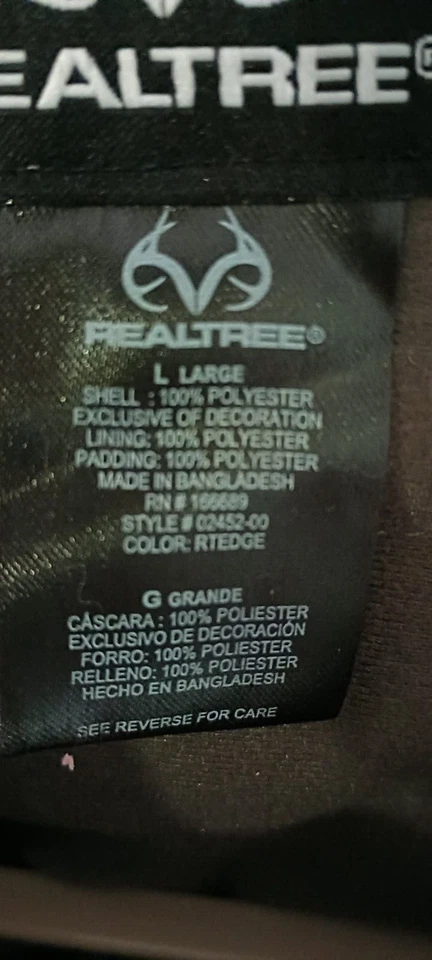 EALTREE®
REALTREE®
L LARGE
SHELL : 100% POLYESTER
EXCLUSIVE OF DECORATION
LINING: 100% POLYESTER
PADDING: 100% POLYESTER
MADE IN BANGLADESH
RN # 166689
STYLE # 02452-00
COLOR: RTEDGE
G GRANDE
CÁSCARA : 100% POLIESTER
EXCLUSIVO DE DECORACIÓN
FORRO: 100% POLIESTER
RELLENO: 100% POLIESTER
HECHO EN BANGLADESH
SEE REVERSE FOR CARE